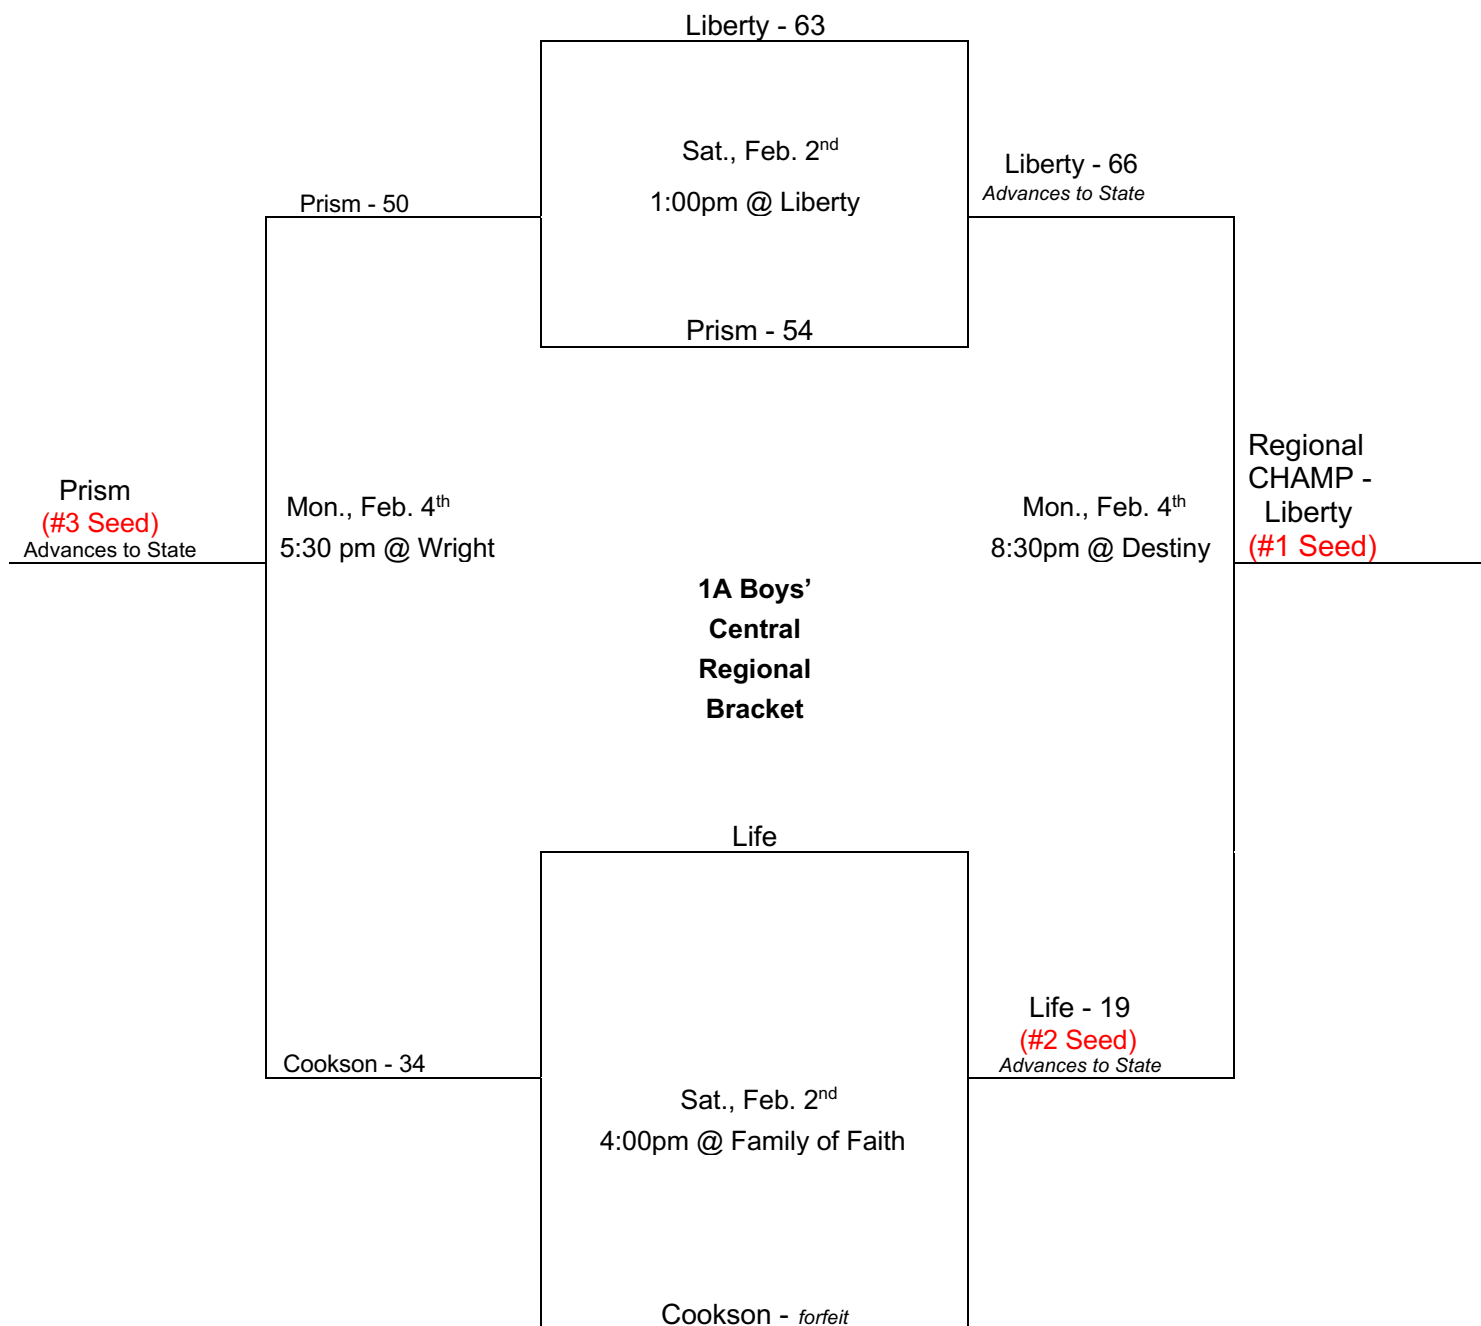 Liberty - 63
Sat., Feb. 2nd
1:00pm @ Liberty
Liberty - 66
Advances to State
Prism - 50
Prism - 54
Prism
(#3 Seed)
Advances to State
Mon., Feb. 4th
5:30 pm @ Wright
Mon., Feb. 4th
8:30pm @ Destiny
Regional
CHAMP -
Liberty
(#1 Seed)
1A Boys’
Central
Regional
Bracket
Life
Life - 19
(#2 Seed)
Advances to State
Cookson - 34
Sat., Feb. 2nd
4:00pm @ Family of Faith
Cookson - forfeit